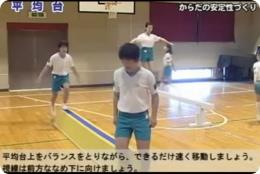 平均台
からだの安定性づくり
平均台上をバランスをとりながら、できるだけ速く移動しましょう。
視線は前方ななめ下に向けましょう。